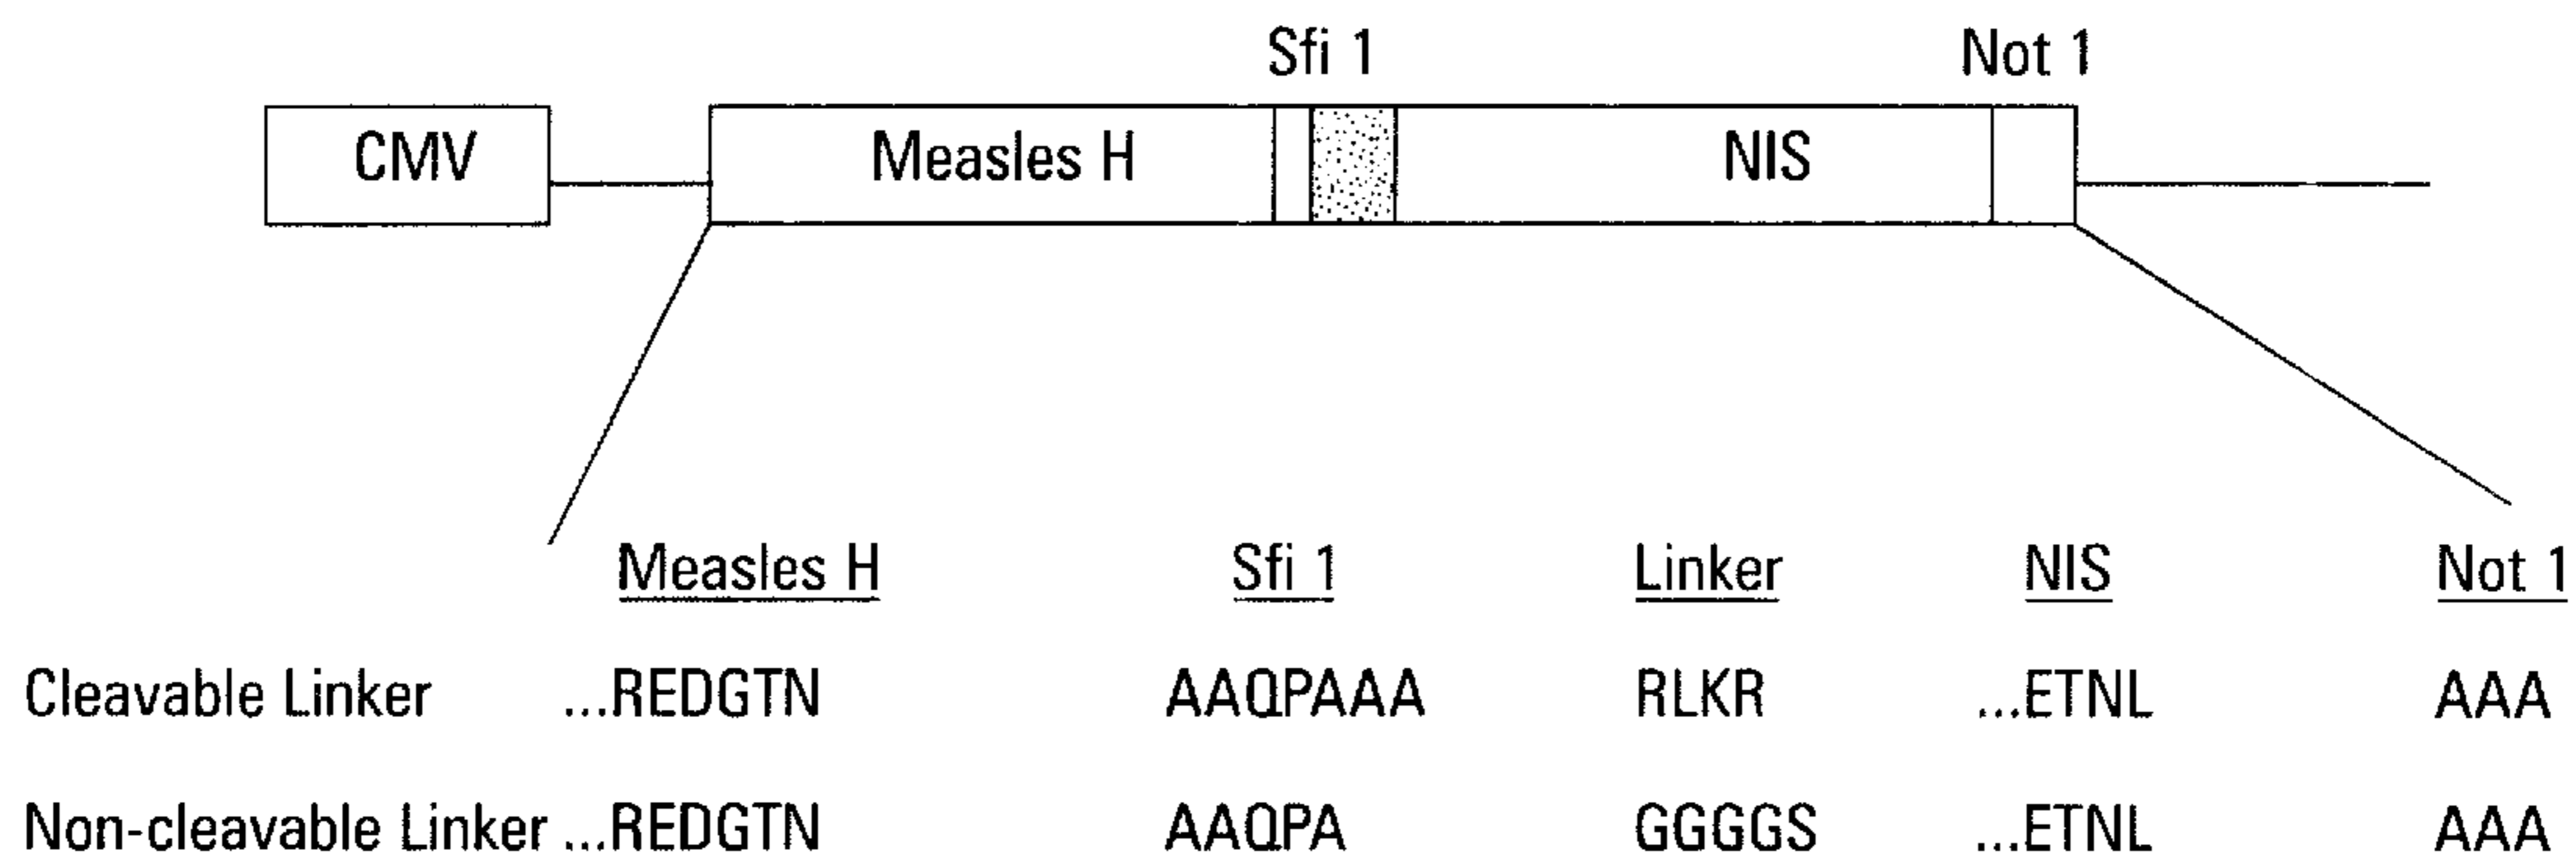 Sfi 1 Not 1
CMV Measles H NIS
Measles H Sfi 1 Linker NIS Not 1
Cleavable Linker ...REDGTN AAQPAAA RLKR ...ETNL AAA
Non-cleavable Linker ...REDGTN AAQPA GGGGS ...ETNL AAA